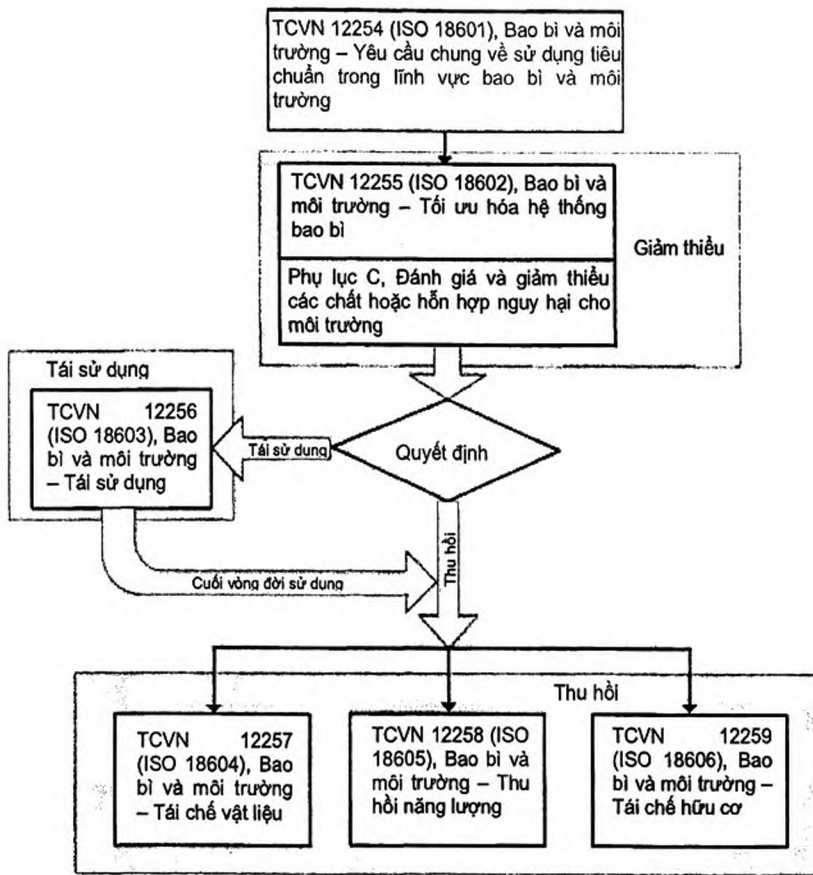 TCVN 12254 (ISO 18601), Bao bì và môi
trường – Yêu cầu chung về sử dụng tiêu
chuẩn trong lĩnh vực bao bì và môi
trường
TCVN 12255 (ISO 18602), Bao bì và
môi trường – Tối ưu hóa hệ thống
bao bì
Giảm thiểu
Phụ lục C, Đánh giá và giảm thiểu
các chất hoặc hỗn hợp nguy hại cho
môi trường
Tái sử dụng
TCVN 12256
(ISO 18603), Bao
bì và môi trường
– Tái sử dụng
Tái sử dung
Quyết định
Thu hồi
Cuối vòng đời sử dụng
Thu hồi
TCVN 12257
(ISO 18604), Bao
bì và môi trường
– Tái chế vật liệu
TCVN 12258 (ISO
18605), Bao bì và
môi trường – Thu
hồi năng lượng
TCVN 12259
(ISO 18606), Bao
bì và môi trường –
Tái chế hữu cơ